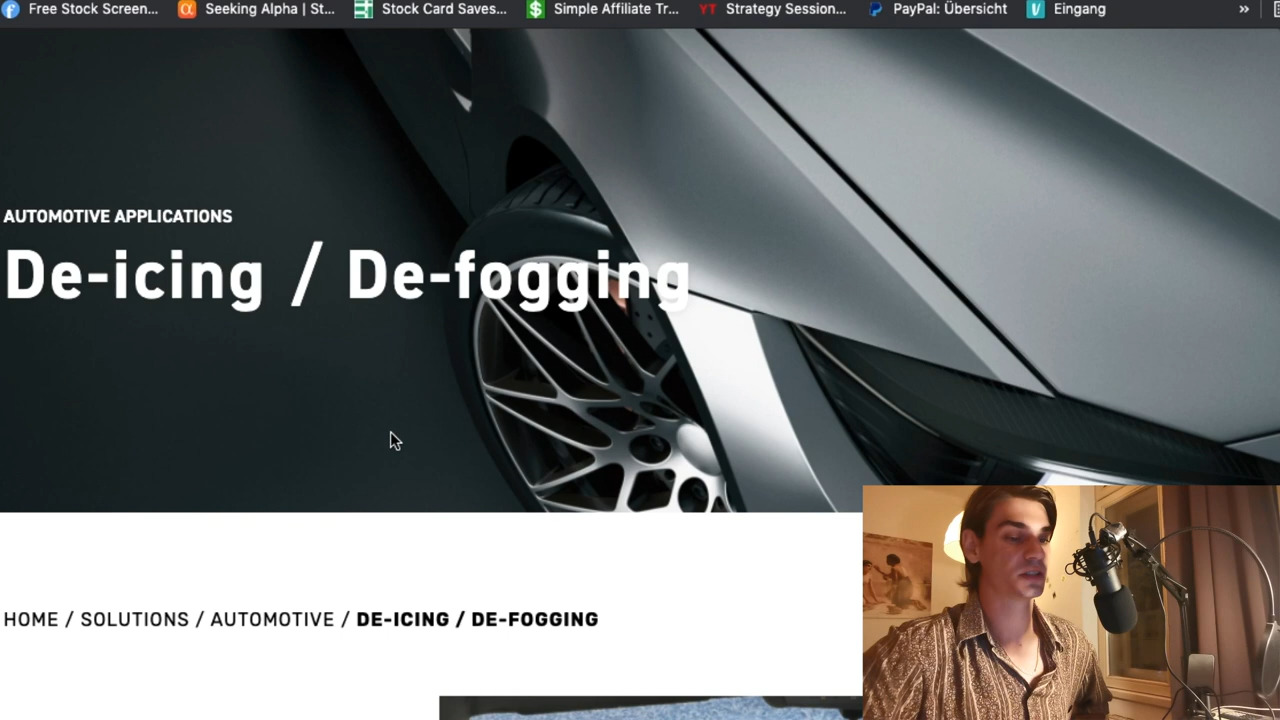 Free Stock Screen...
Seeking Alpha | St...
Stock Card Saves...
Simple Affiliate Tr...
YT Strategy Session...
PayPal: Übersicht
Eingang
»
AUTOMOTIVE APPLICATIONS
De-icing / De-fogging
HOME / SOLUTIONS / AUTOMOTIVE / DE-ICING / DE-FOGGING